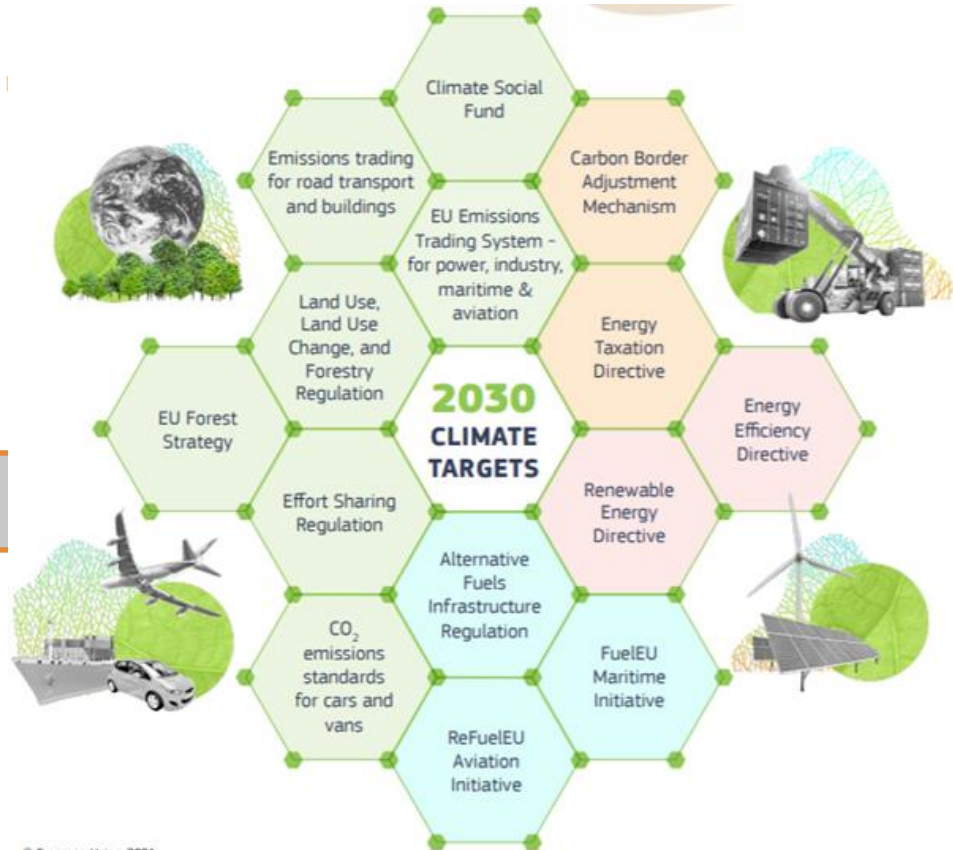 Climate Social
Fund
Emissions trading
for road transport
and buildings
Carbon Border
Adjustment
Mechanism
EU Emissions
Trading System -
for power, industry,
maritime &
aviation
Land Use,
Land Use
Change, and
Forestry
Regulation
Energy
Taxation
Directive
EU Forest
Strategy
2030
CLIMATE
TARGETS
Energy
Efficiency
Directive
Effort Sharing
Regulation
Renewable
Energy
Directive
Alternative
Fuels
Infrastructure
Regulation
CO₂
emissions
standards
for cars and
vans
FuelEU
Maritime
Initiative
ReFuelEU
Aviation
Initiative